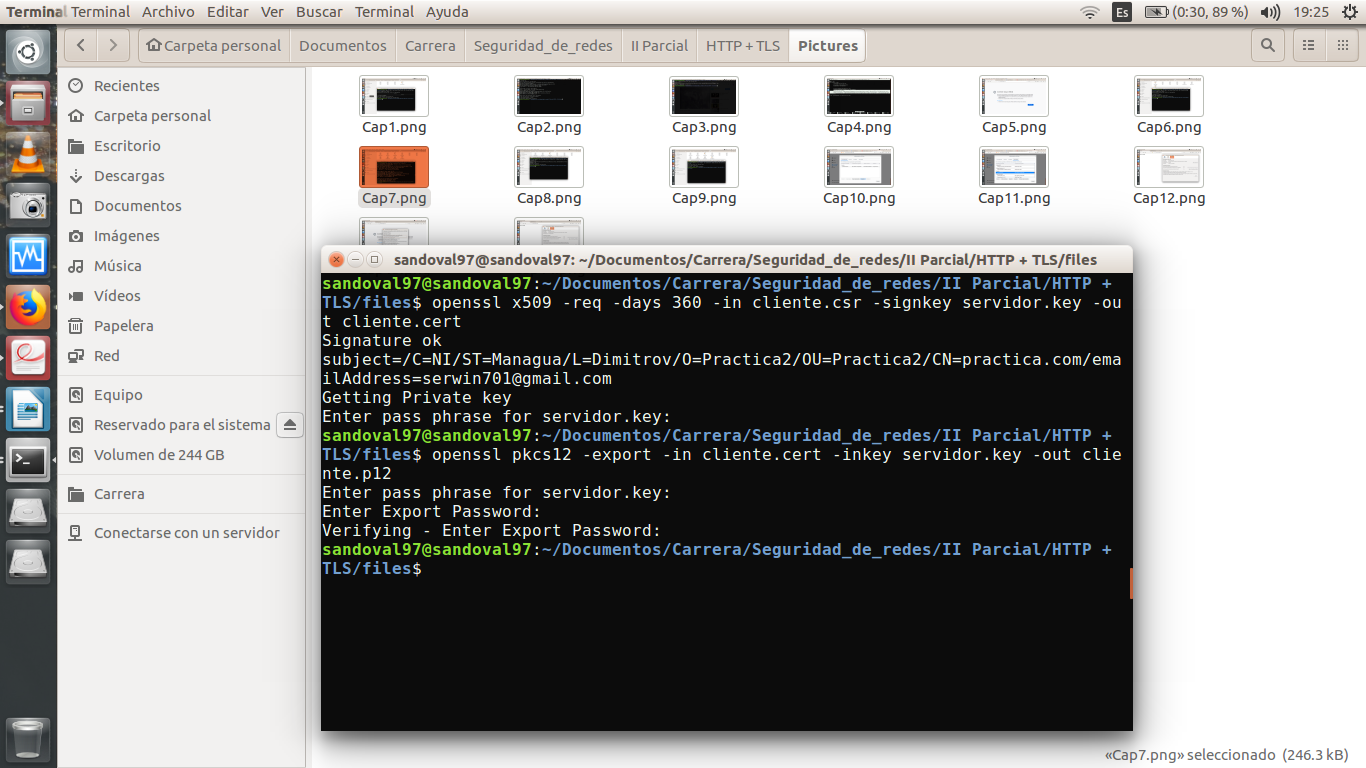 Terminal Terminal Archivo Editar Ver Buscar Terminal Ayuda
Es (0:30, 89 %) 19:25
Carpeta personal Documentos Carrera Seguridad_de_redes II Parcial HTTP + TLS Pictures
Recientes
Carpeta personal
Escritorio
Descargas
Documentos
Imágenes
Música
Vídeos
Papelera
Red
Equipo
Reservado para el sistema
Volumen de 244 GB
Carrera
Conectarse con un servidor
Cap1.png Cap2.png Cap3.png Cap4.png Cap5.png Cap6.png
Cap7.png Cap8.png Cap9.png Cap10.png Cap11.png Cap12.png
sandoval97@sandoval97: ~/Documentos/Carrera/Seguridad_de_redes/II Parcial/HTTP + TLS/files
sandoval97@sandoval97:~/Documentos/Carrera/Seguridad_de_redes/II Parcial/HTTP +
TLS/files$ openssl x509 -req -days 360 -in cliente.csr -signkey servidor.key -ou
t cliente.cert
Signature ok
subject=/C=NI/ST=Managua/L=Dimitrov/O=Practica2/OU=Practica2/CN=practica.com/ema
ilAddress=serwin701@gmail.com
Getting Private key
Enter pass phrase for servidor.key:
sandoval97@sandoval97:~/Documentos/Carrera/Seguridad_de_redes/II Parcial/HTTP +
TLS/files$ openssl pkcs12 -export -in cliente.cert -inkey servidor.key -out clie
nte.p12
Enter pass phrase for servidor.key:
Enter Export Password:
Verifying - Enter Export Password:
sandoval97@sandoval97:~/Documentos/Carrera/Seguridad_de_redes/II Parcial/HTTP +
TLS/files$
«Cap7.png» seleccionado (246.3 kB)